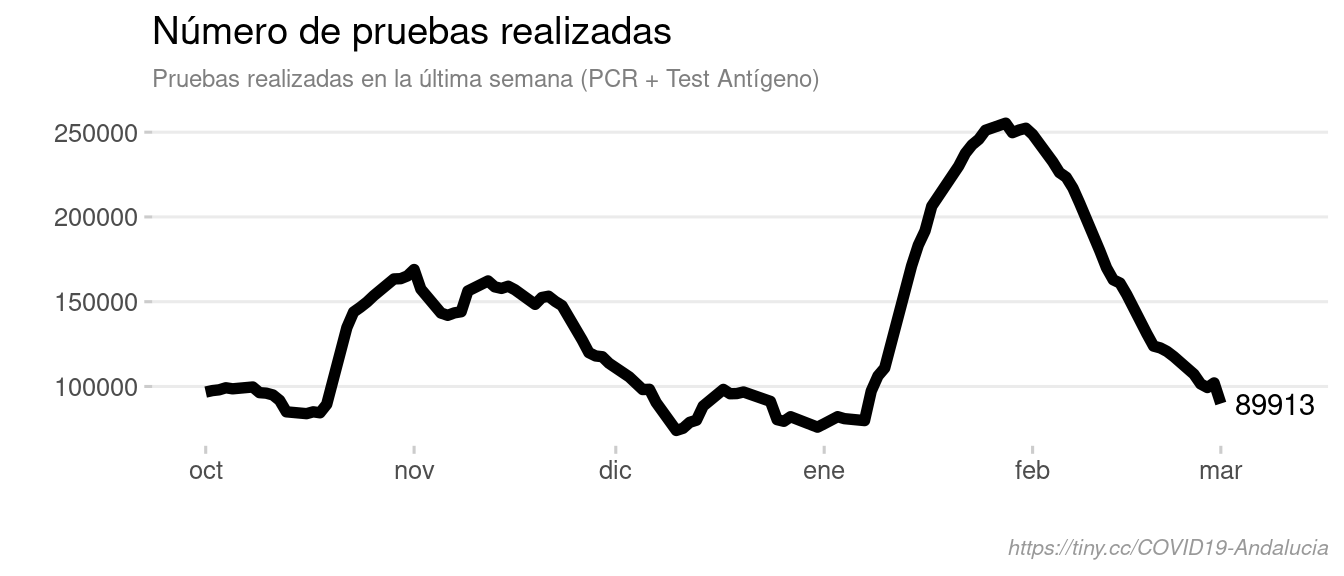 Número de pruebas realizadas
Pruebas realizadas en la última semana (PCR + Test Antígeno)
250000
200000
150000
100000
89913
oct nov dic ene feb mar
https://tiny.cc/COVID19-Andalucia